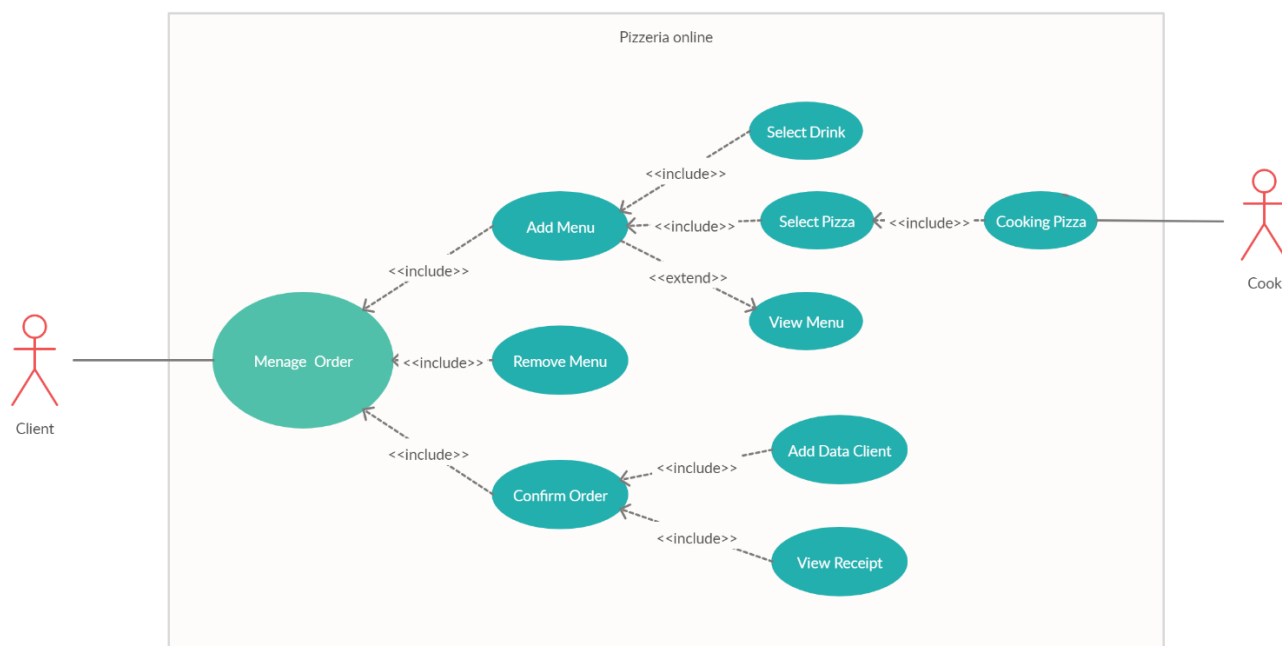 Pizzeria online
Select Drink
<<include>>
Add Menu
<<include>>
Select Pizza
<<include>>
Cooking Pizza
<<include>>
<<extend>>
Cook
View Menu
Menage Order
<<include>>
Remove Menu
Client
Add Data Client
<<include>>
<<include>>
Confirm Order
<<include>>
View Receipt